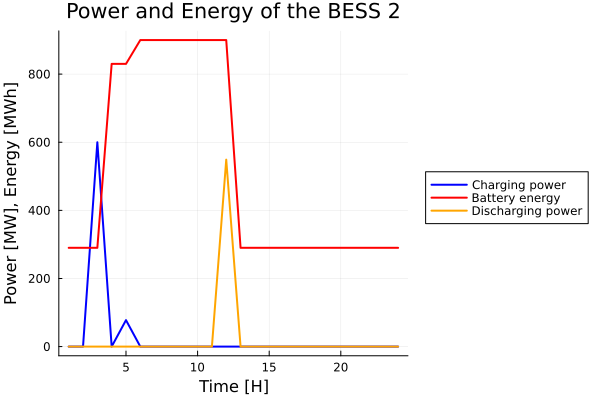 Power and Energy of the BESS 2
Power [MW], Energy [MWh]
800
600
400
200
0
5
10
15
20
Time [H]
Charging power
Battery energy
Discharging power